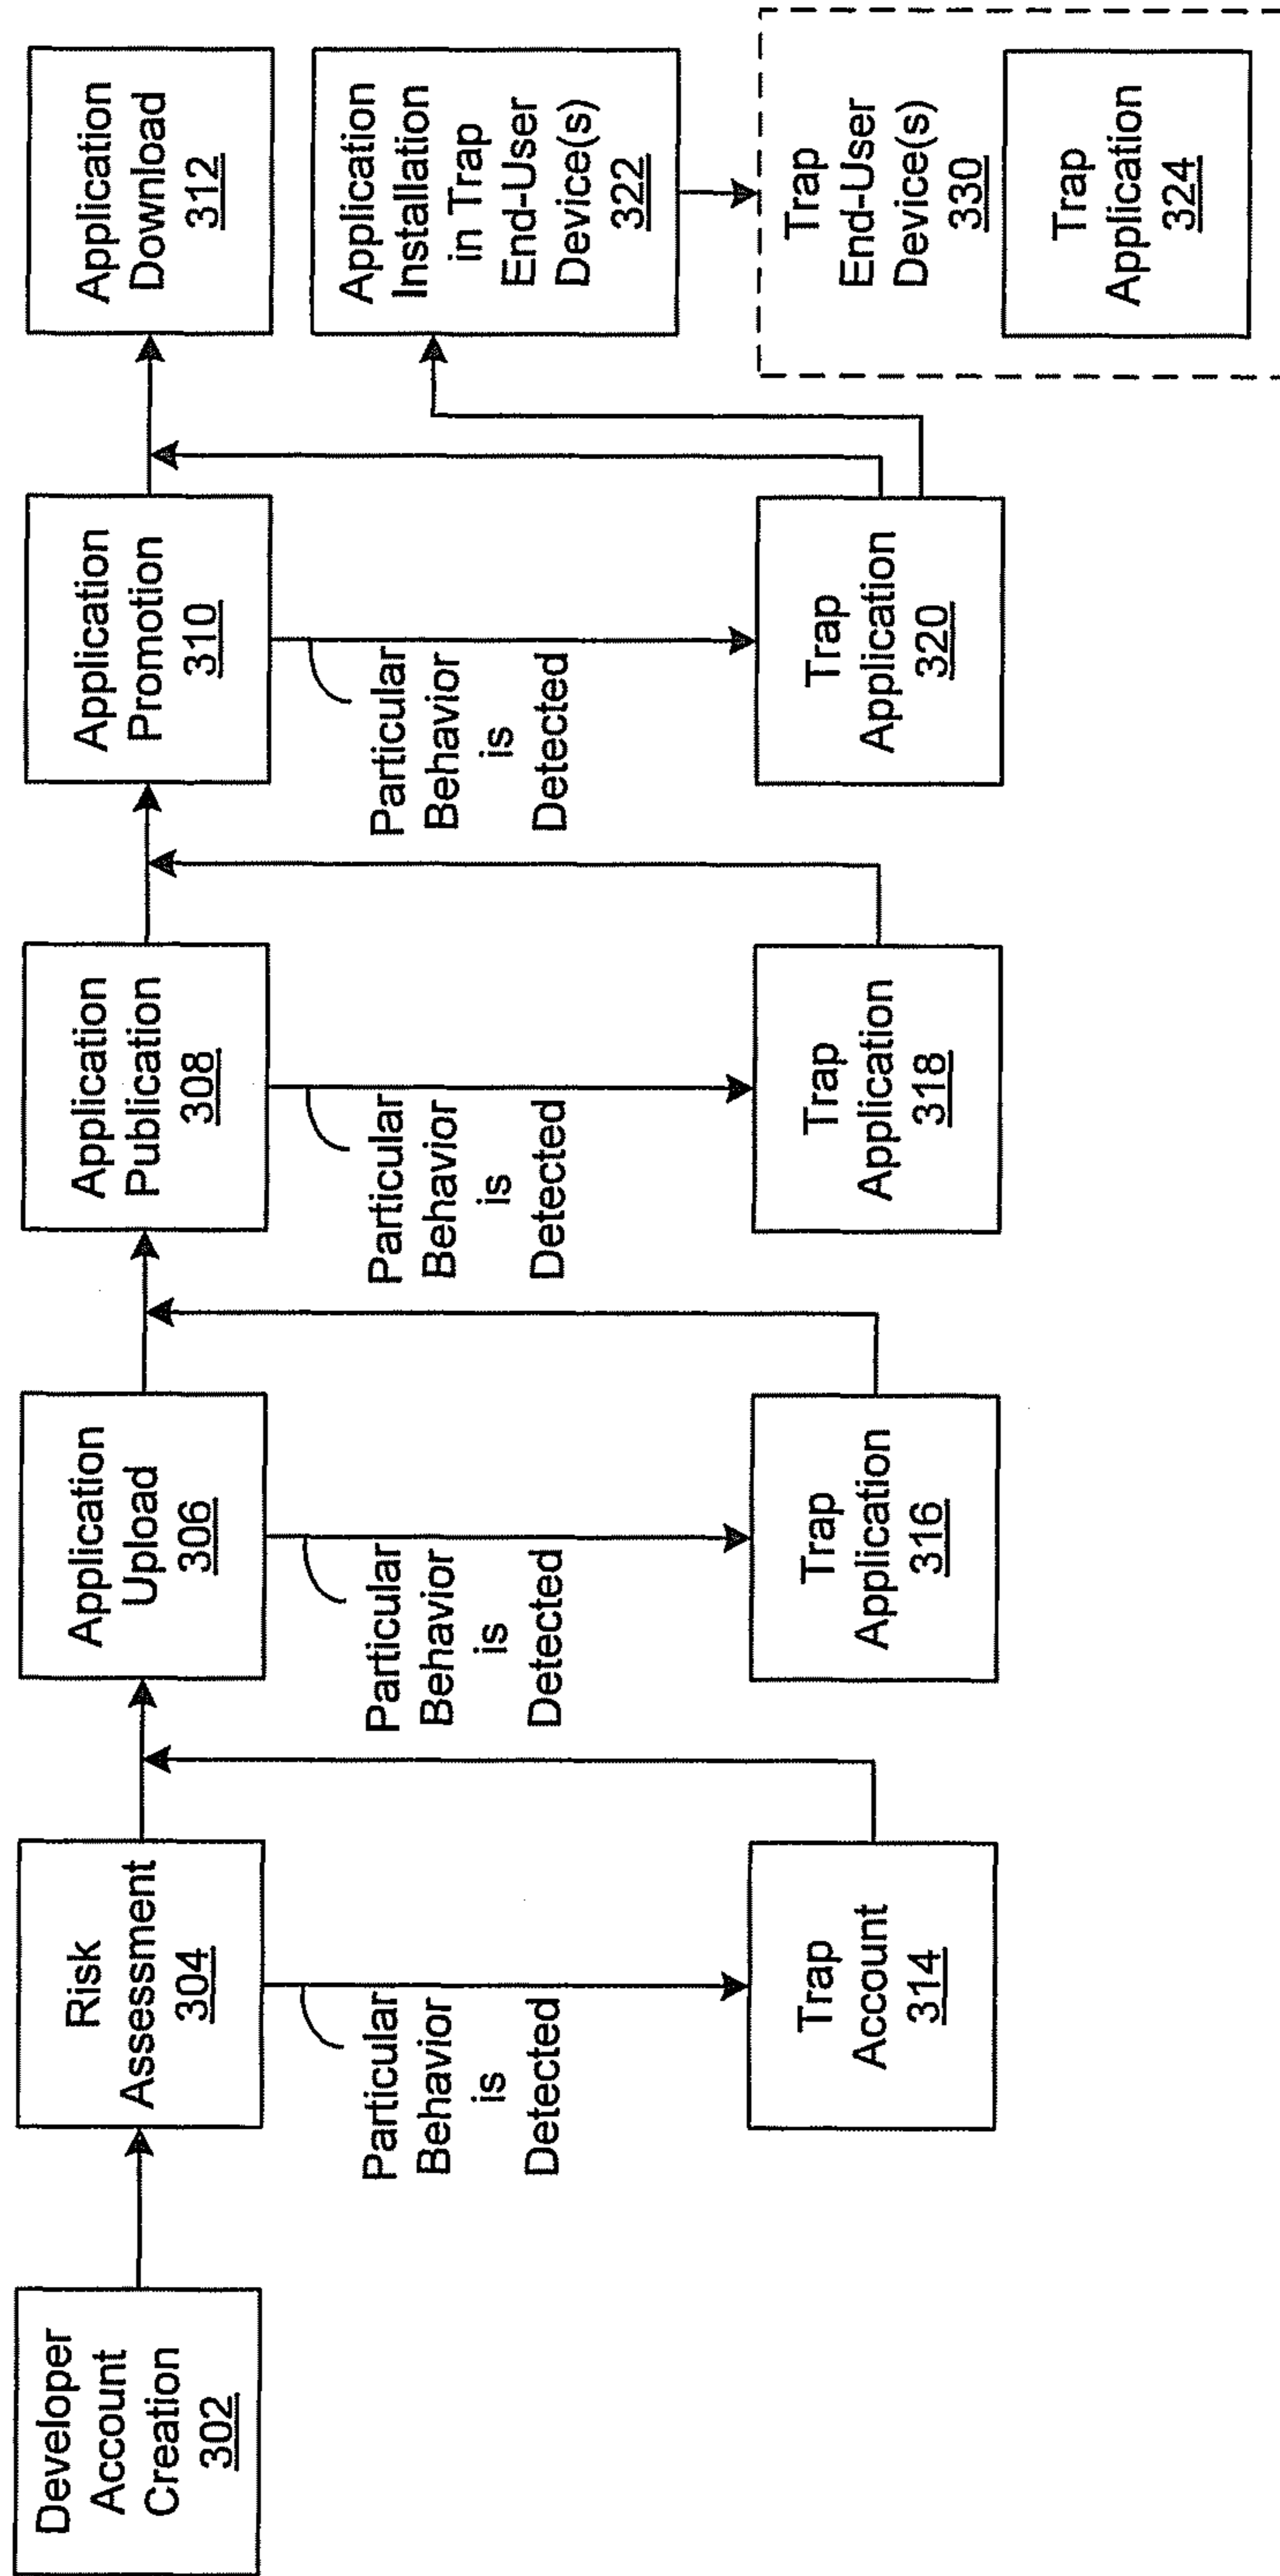 Developer
Account
Creation
302
Risk
Assessment
304
Application
Upload
306
Application
Publication
308
Application
Promotion
310
Application
Download
312
Particular
Behavior
is
Detected
Particular
Behavior
is
Detected
Particular
Behavior
is
Detected
Particular
Behavior
is
Detected
Application
Installation
in Trap
End-User
Device(s)
322
Trap
Account
314
Trap
Application
316
Trap
Application
318
Trap
Application
320
Trap
End-User
Device(s)
330
Trap
Application
324